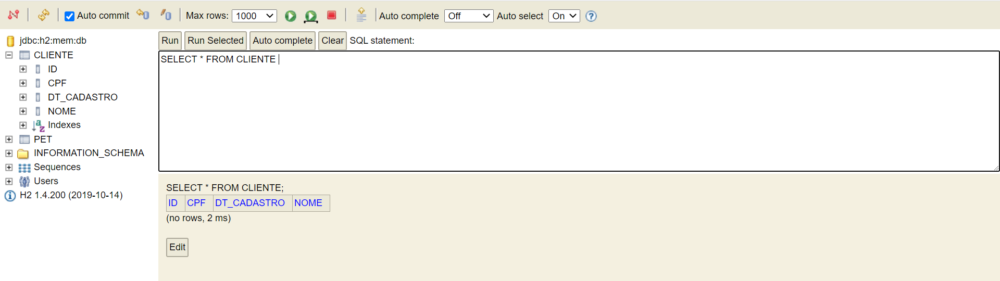 Auto commit Max rows: 1000 Auto complete Off Auto select On
jdbc:h2:mem:db
CLIENTE
ID
CPF
DT_CADASTRO
NOME
Indexes
PET
INFORMATION_SCHEMA
Sequences
Users
H2 1.4.200 (2019-10-14)
Run Run Selected Auto complete Clear SQL statement:
SELECT * FROM CLIENTE
SELECT * FROM CLIENTE;
ID CPF DT_CADASTRO NOME
(no rows, 2 ms)
Edit